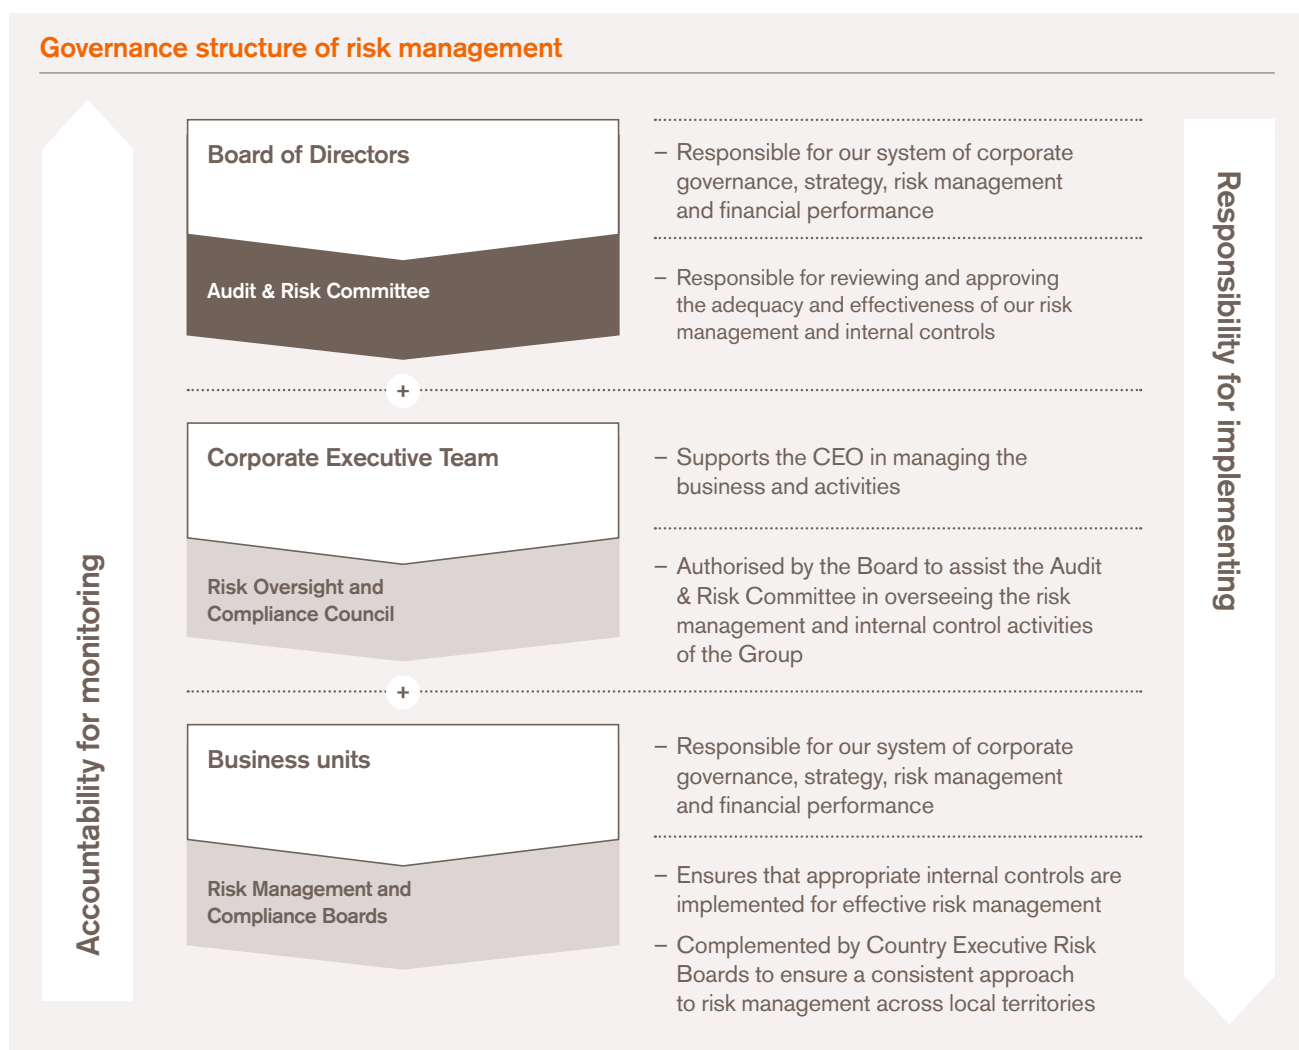 Governance structure of risk management
Accountability for monitoring
Board of Directors
– Responsible for our system of corporate
governance, strategy, risk management
and financial performance
Audit & Risk Committee
– Responsible for reviewing and approving
the adequacy and effectiveness of our risk
management and internal controls
+
Corporate Executive Team
– Supports the CEO in managing the
business and activities
Risk Oversight and
Compliance Council
– Authorised by the Board to assist the Audit
& Risk Committee in overseeing the risk
management and internal control activities
of the Group
+
Business units
– Responsible for our system of corporate
governance, strategy, risk management
and financial performance
Risk Management and
Compliance Boards
– Ensures that appropriate internal controls are
implemented for effective risk management
– Complemented by Country Executive Risk
Boards to ensure a consistent approach
to risk management across local territories
Responsibility for implementing